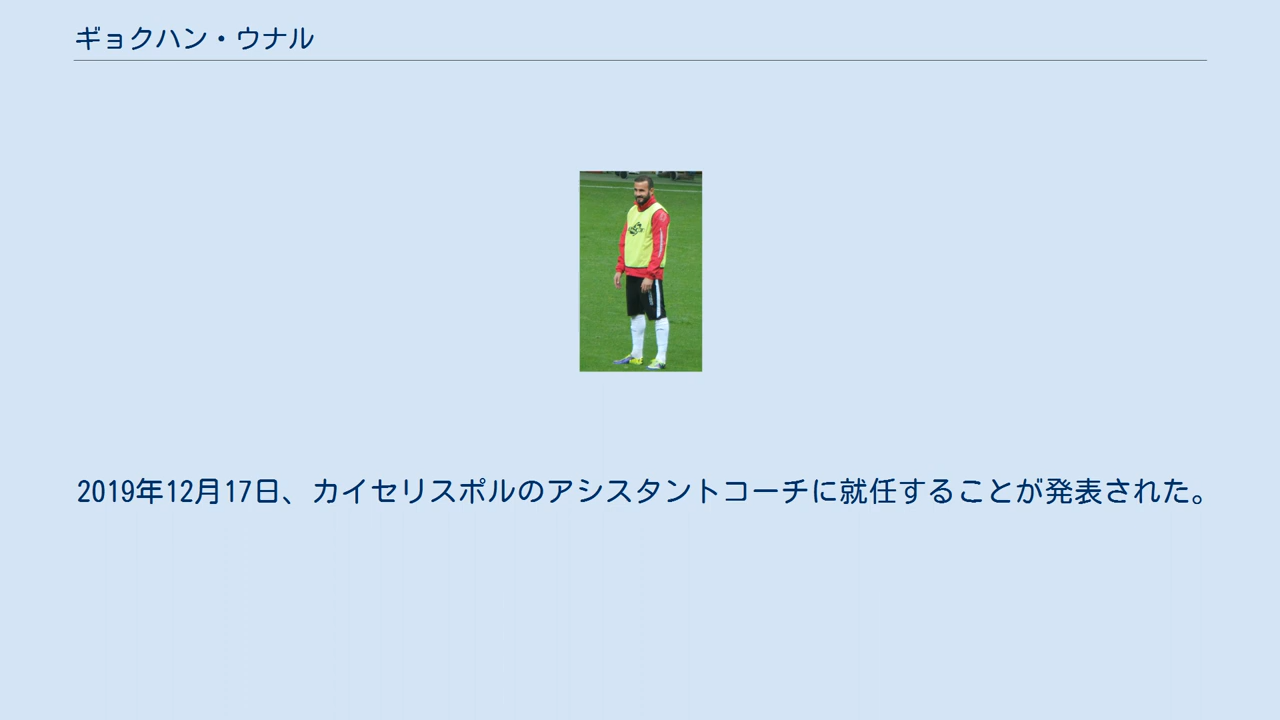 ギョクハン・ウナル
2019年12月17日、カイセリスポルのアシスタントコーチに就任することが発表された。